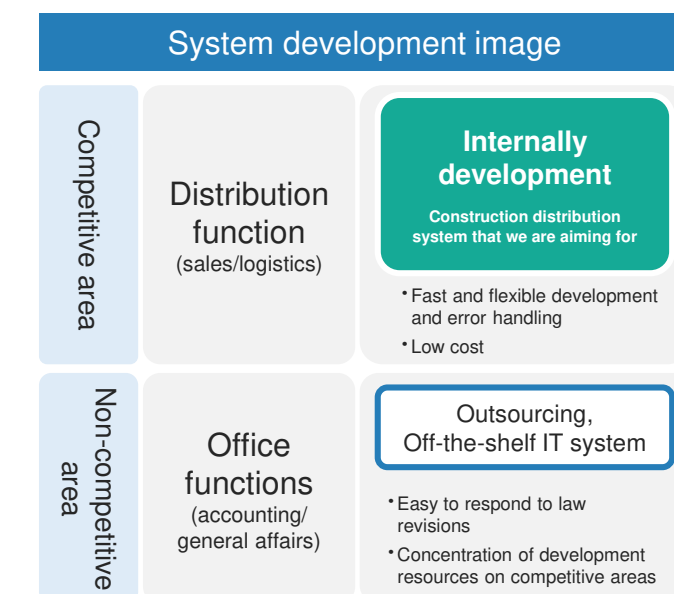 System development image
Competitive area
Distribution
function
(sales/logistics)
Internally
development
Construction distribution
system that we are aiming for
・Fast and flexible development
and error handling
・Low cost
Non-competitive
area
Office
functions
(accounting/
general affairs)
Outsourcing,
Off-the-shelf IT system
・Easy to respond to law
revisions
・Concentration of development
resources on competitive areas